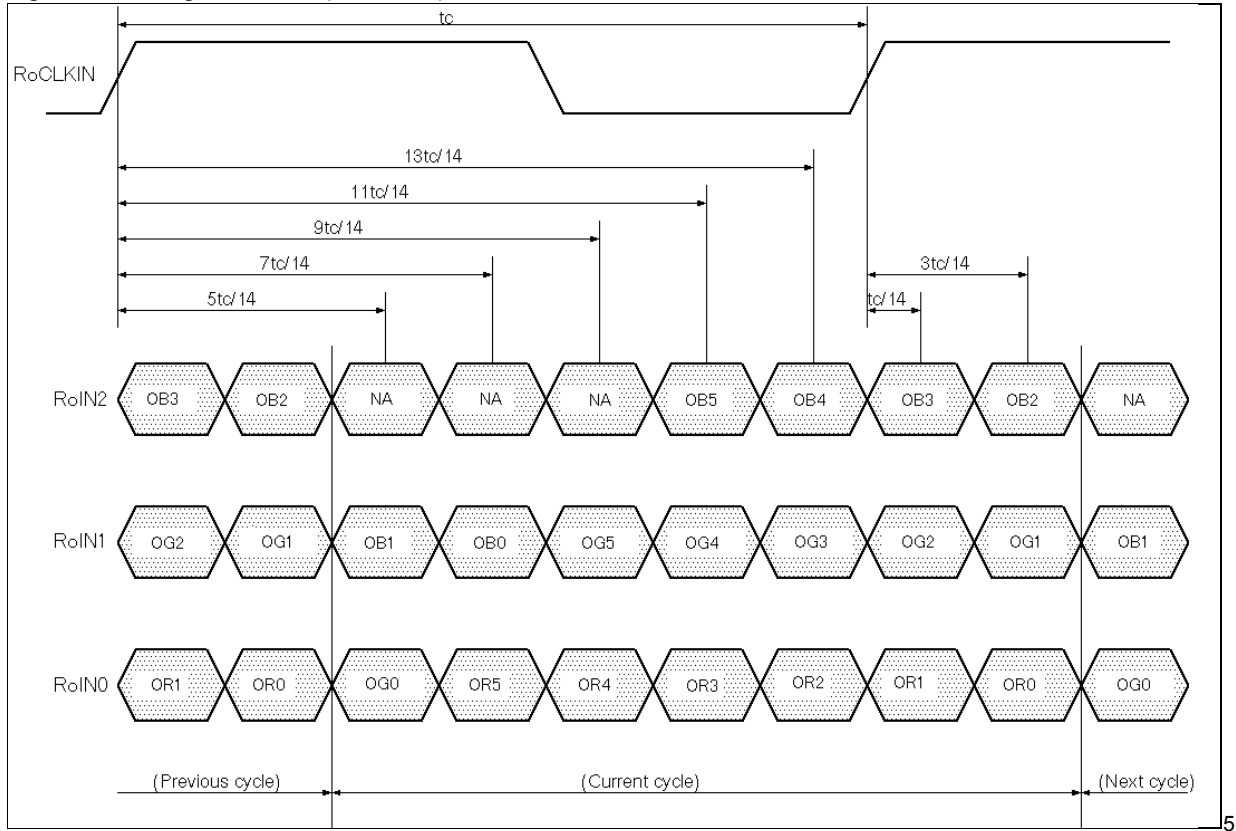 tc
RoCLKIN
13tc/14
11tc/14
9tc/14
7tc/14
3tc/14
5tc/14
tc/14
RoIN2 OB3 OB2 NA NA NA OB5 OB4 OB3 OB2 NA
RoIN1 OG2 OG1 OB1 OB0 OG5 OG4 OG3 OG2 OG1 OB1
RoIN0 OR1 OR0 OG0 OR5 OR4 OR3 OR2 OR1 OR0 OG0
(Previous cycle) (Current cycle) (Next cycle)
5